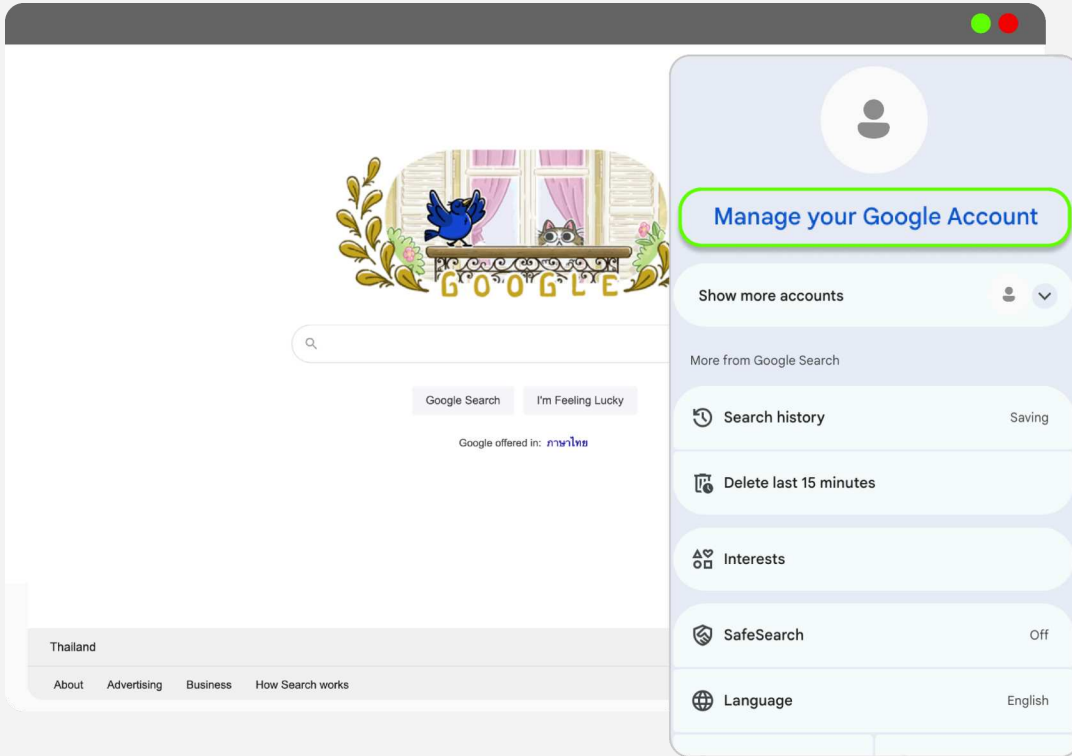 GOOGLE
Google Search
I'm Feeling Lucky
Google offered in: ภาษาไทย
Thailand
About Advertising Business How Search works
Manage your Google Account
Show more accounts
More from Google Search
Search history Saving
Delete last 15 minutes
Interests
SafeSearch Off
Language English